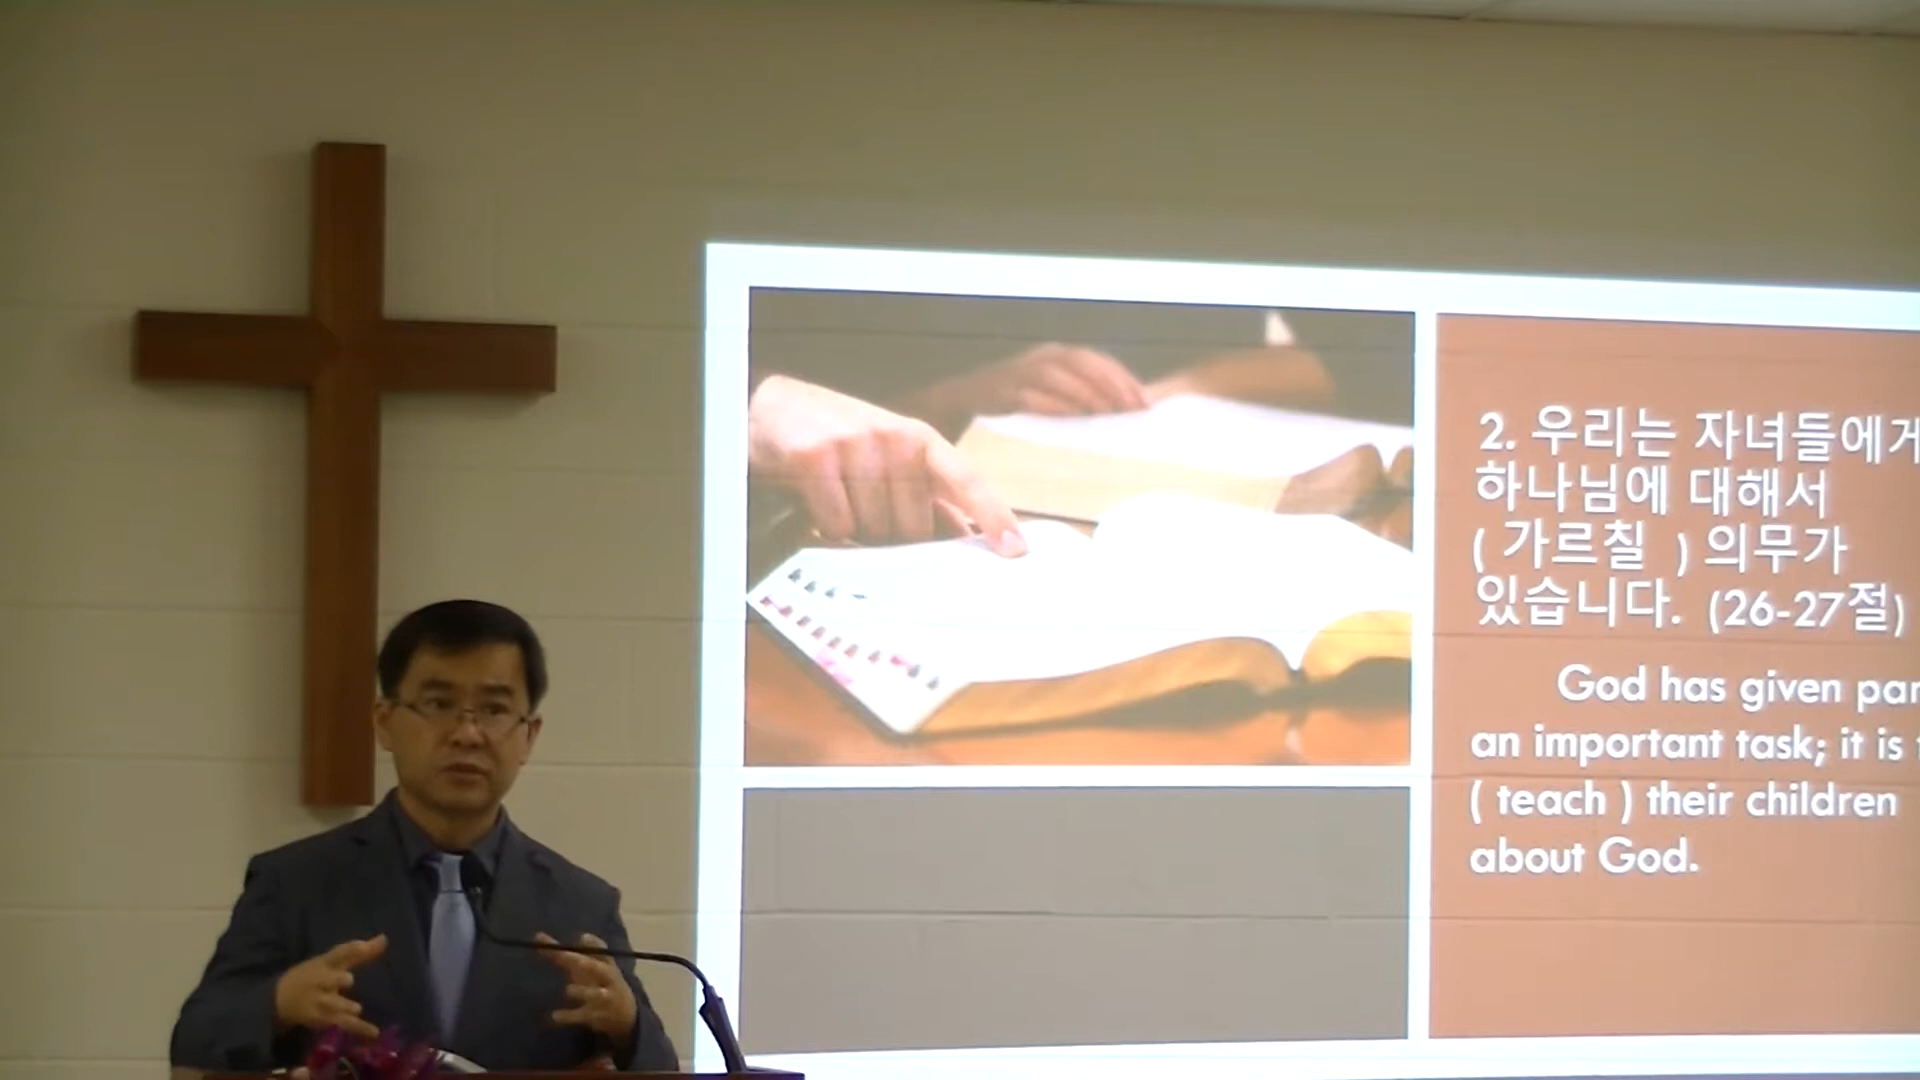 2. 우리는 자녀들에게
하나님에 대해서
( 가르칠 ) 의무가
있습니다. (26-27절)
God has given
an important task; it is
( teach ) their children
about God.